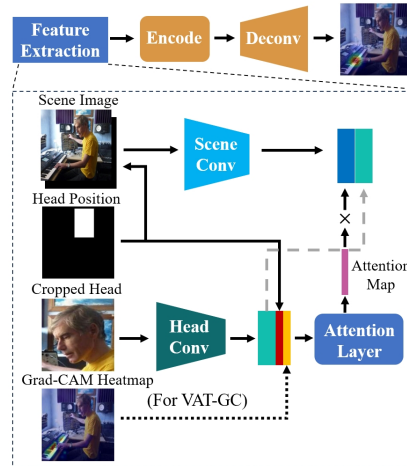 Feature
Extraction
Encode
Deconv
Scene Image
Scene
Conv
Head Position
×
Attention
Map
Cropped Head
Head
Conv
Attention
Layer
Grad-CAM Heatmap
(For VAT-GC)